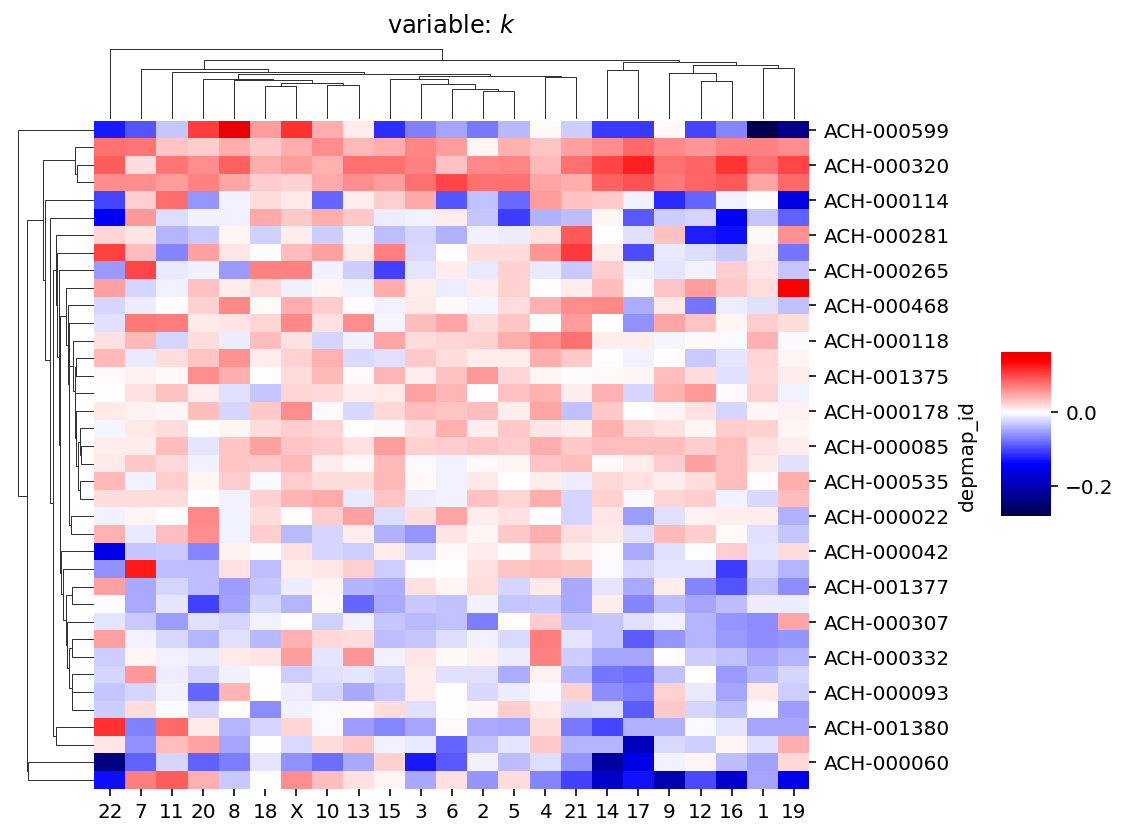 variable: k
ACH-000599
ACH-000320
ACH-000114
ACH-000281
ACH-000265
ACH-000468
ACH-000118
ACH-001375
ACH-000178
ACH-000085
ACH-000535
ACH-000022
ACH-000042
ACH-001377
ACH-000307
ACH-000332
ACH-000093
ACH-001380
ACH-000060
depmap_id
0.0
−0.2
22 7 11 20 8 18 X 10 13 15 3 6 2 5 4 21 14 17 9 12 16 1 19